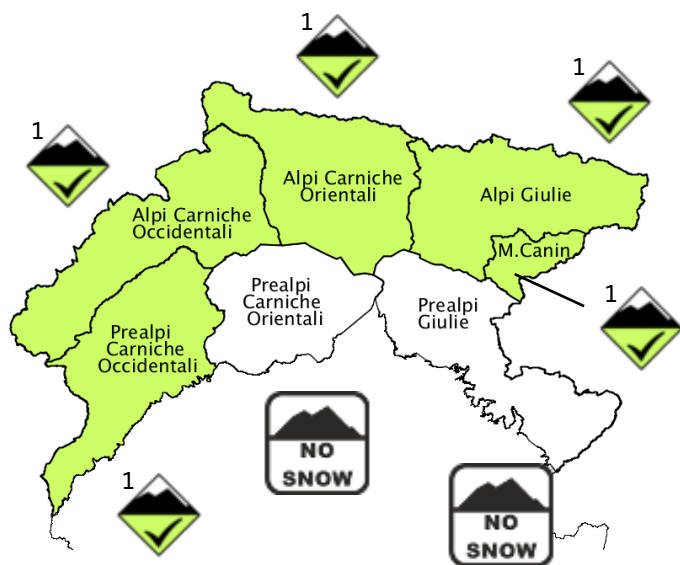 1
1
1
Alpi Carniche
Orientali
Alpi Giulie
Alpi Carniche
Occidentali
M.Canin
Prealpi
Carniche
Orientali
Prealpi
Giulie
1
Prealpi
Carniche
Occidentali
NO
SNOW
1
NO
SNOW